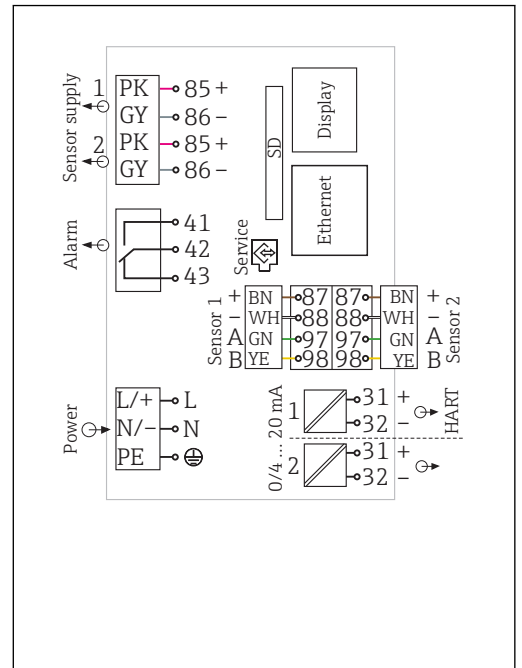 Sensor supply
1 PK 85 +
GY 86 -
2 PK 85 +
GY 86 -
Display
SD
Ethernet
Service
Alarm
41
42
43
Sensor 1
+ BN 87 87 BN +
- WH 88 88 WH -
A GN 97 97 GN A
B YE 98 98 YE B
Sensor 2
Power
L/+ L
N/- N
PE
0/4 ... 20 mA
1 31 +
32 -
HART
2 31 +
32 -